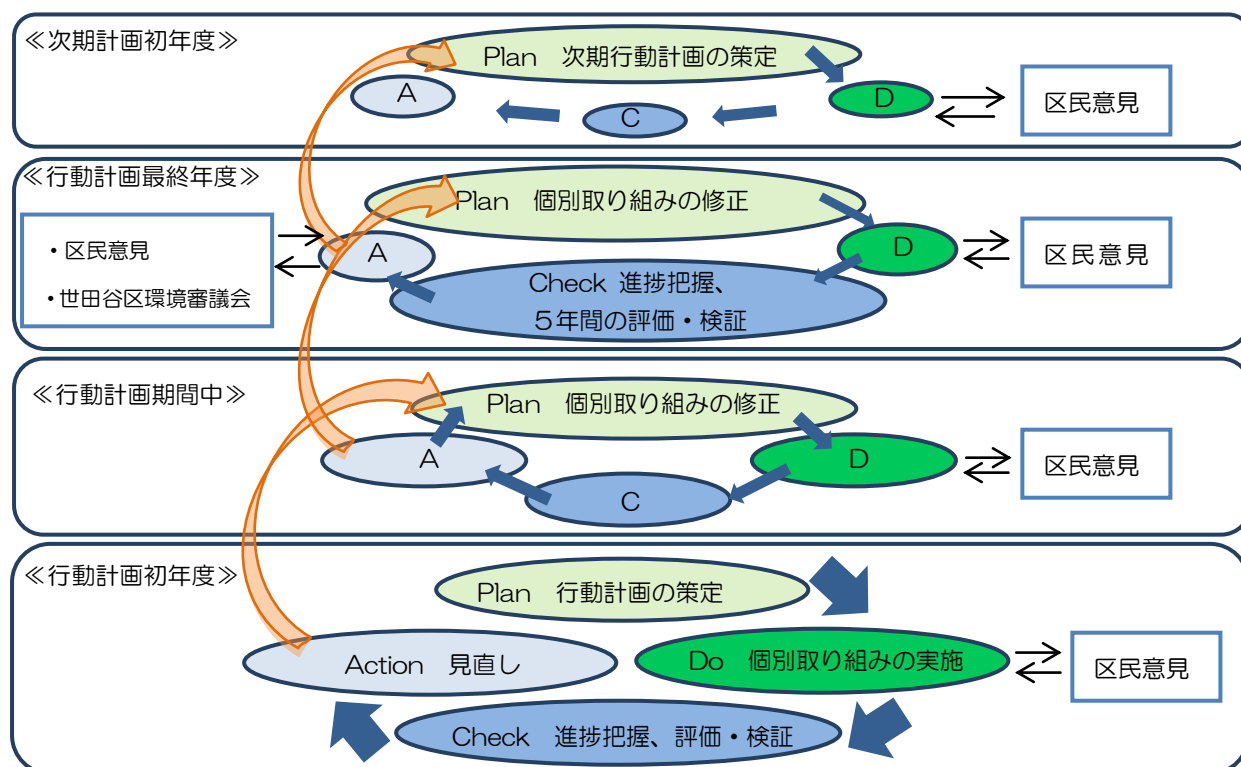 ≪次期計画初年度≫
Plan 次期行動計画の策定
A
D
C
区民意見
≪行動計画最終年度≫
Plan 個別取り組みの修正
・区民意見
・世田谷区環境審議会
A
D
区民意見
Check 進捗把握、
５年間の評価・検証
≪行動計画期間中≫
Plan 個別取り組みの修正
A
D
C
区民意見
≪行動計画初年度≫
Plan 行動計画の策定
Action 見直し
Do 個別取り組みの実施
区民意見
Check 進捗把握、評価・検証